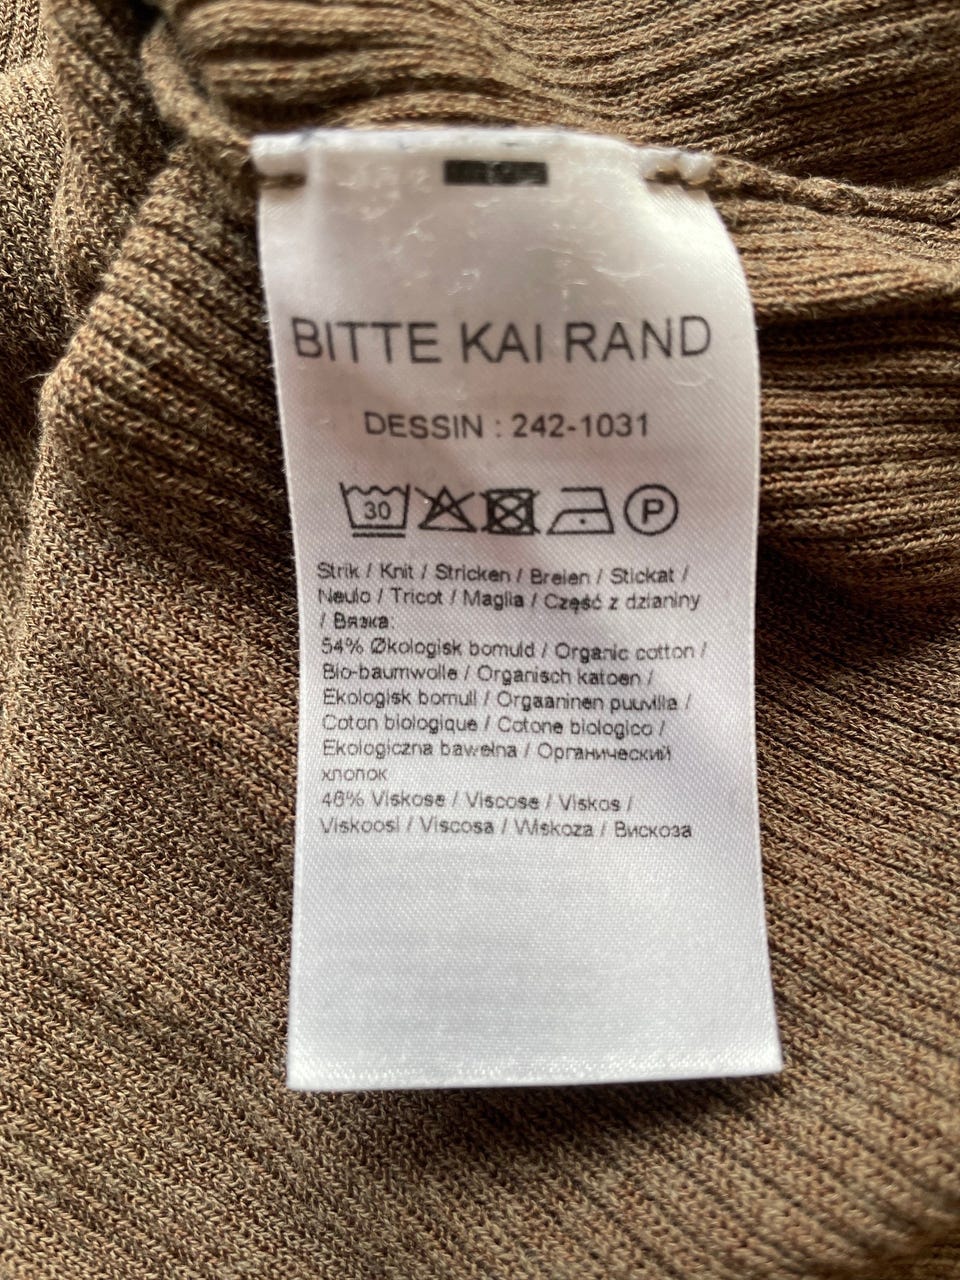 BITTE KAI RAND
DESSIN : 242-1031
30 P
Strik / Knit / Stricken / Breien / Stickat /
Neulo / Tricot / Maglia / Część z dzianiny
/ Вязка:
54% Økologisk bomuld / Organic cotton /
Bio-baumwolle / Organisch katoen /
Ekologisk bomull / Orgaaninen puuvilla /
Coton biologique / Cotone biologico /
Ekologiczna bawełna / Органический
хлопок
46% Viskose / Viscose / Viskos /
Viskoosi / Viscosa / Wiskoza / Вискоза